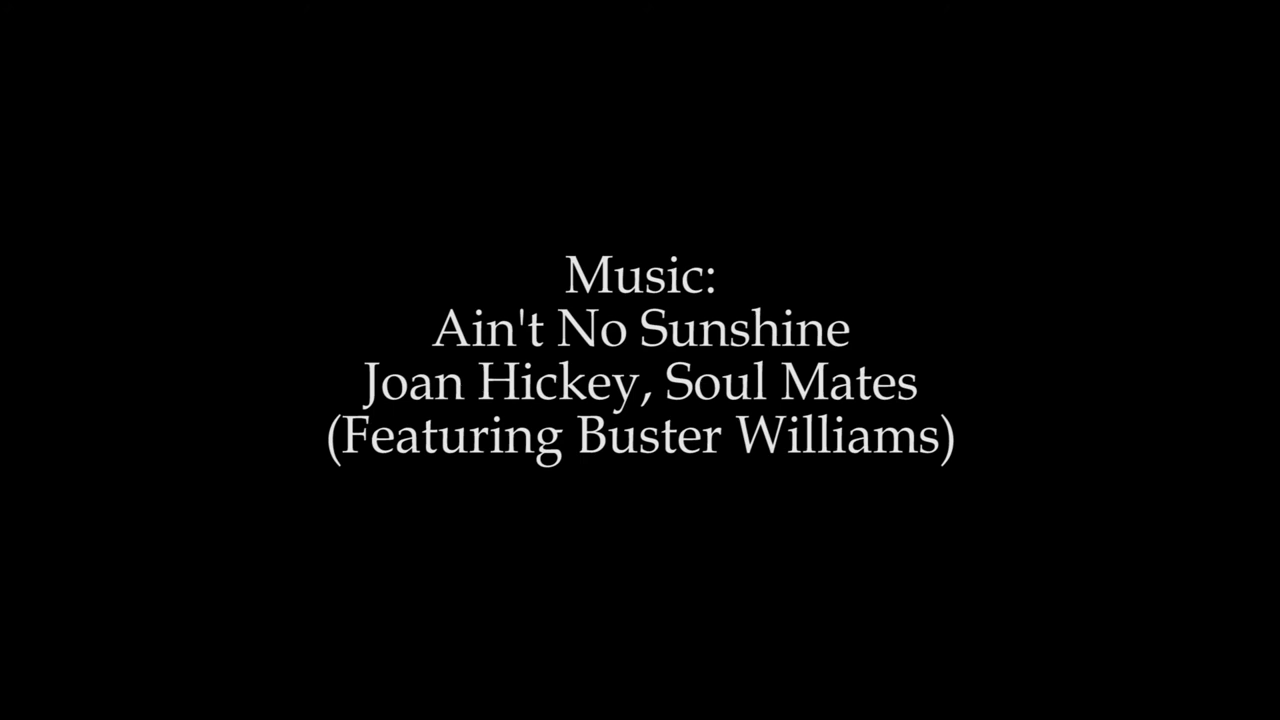 Music:
Ain't No Sunshine
Joan Hickey, Soul Mates
(Featuring Buster Williams)